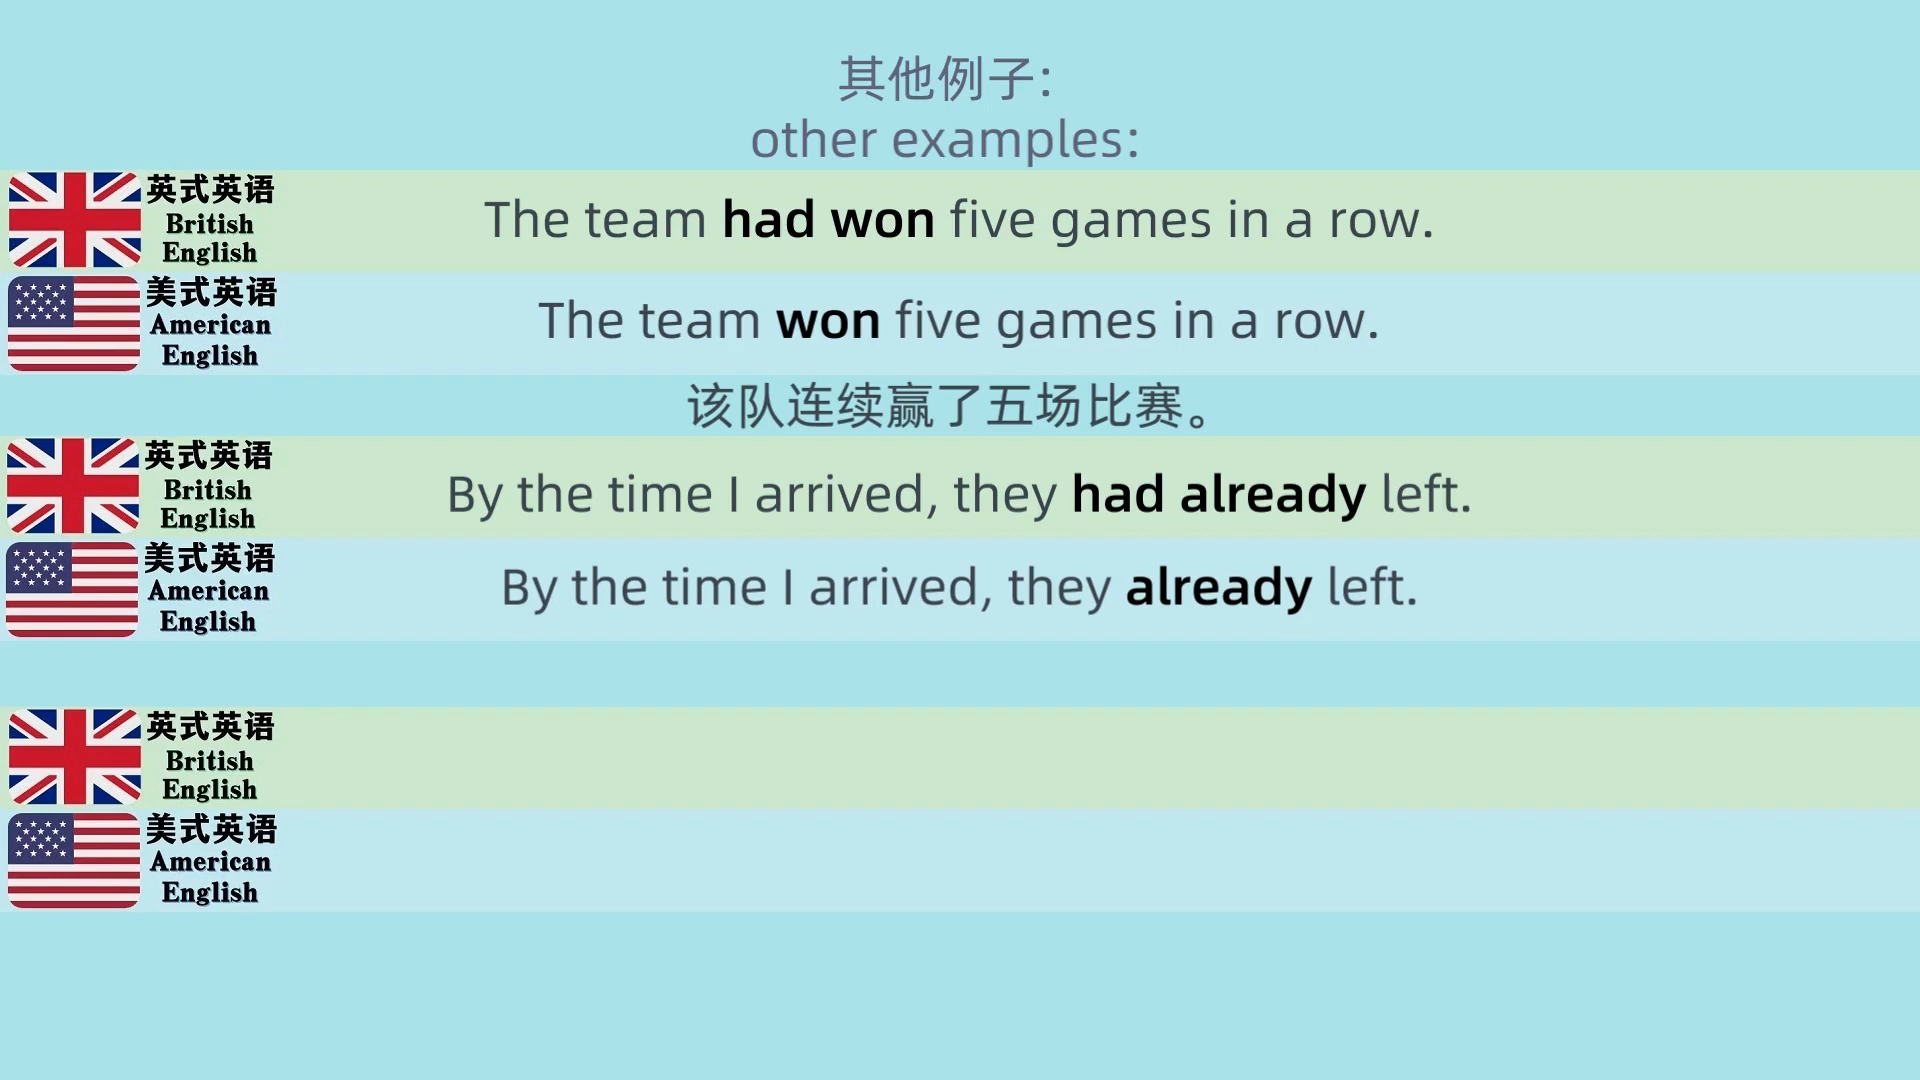 其他例子：
other examples:
英式英语
British
English
The team had won five games in a row.
美式英语
American
English
The team won five games in a row.
该队连续赢了五场比赛。
英式英语
British
English
By the time I arrived, they had already left.
美式英语
American
English
By the time I arrived, they already left.
英式英语
British
English
美式英语
American
English